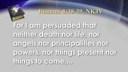 Romans 8:38-39, NKJV
For I am persuaded that
neither death nor life, nor
angels nor principalities
nor powers, nor things present
nor things to come....